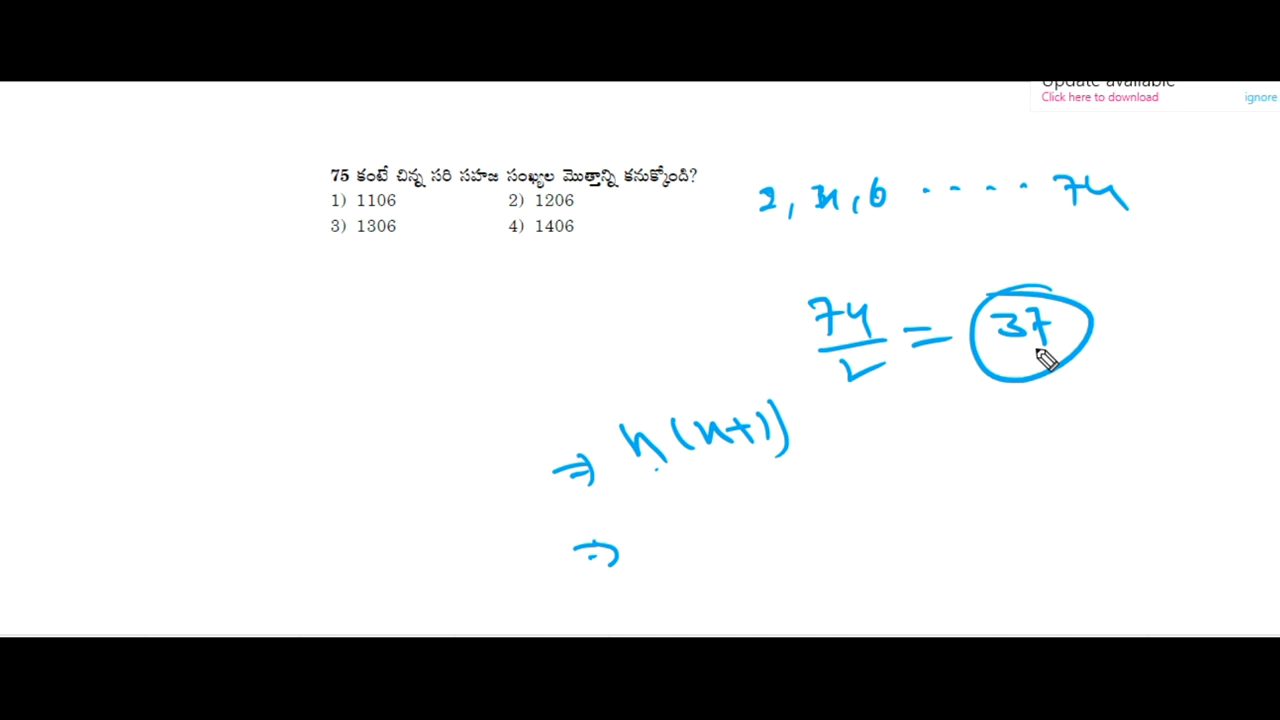 Update available
Click here to download ignore
75 కంటే చిన్న సరి సహజ సంఖ్యల మొత్తాన్ని కనుక్కోండి?
1) 1106 2) 1206
3) 1306 4) 1406
2, 4, 6 ..... 74
74/2 = 37
⇒ n(n+1)
⇒